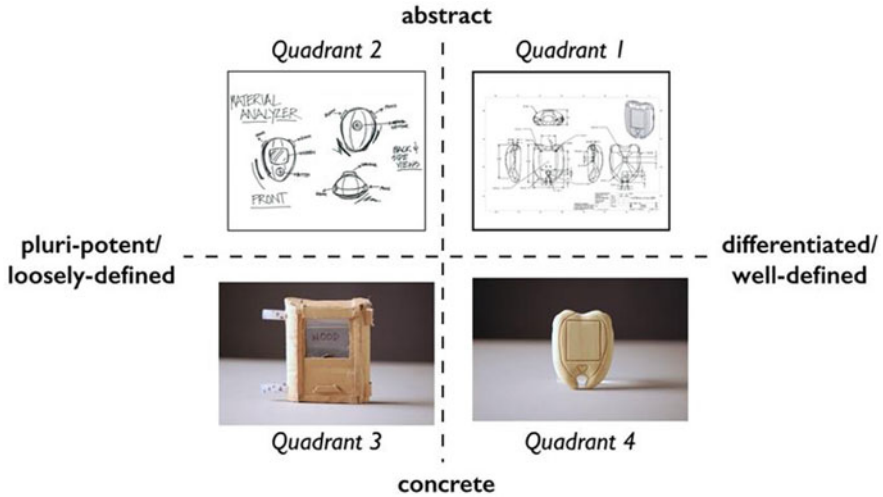 abstract
Quadrant 2
Quadrant 1
MATERIAL
ANALYZER
BACK &
SIDE
VIEWS
FRONT
pluri-potent/
loosely-defined
differentiated/
well-defined
WOOD
Quadrant 3
Quadrant 4
concrete